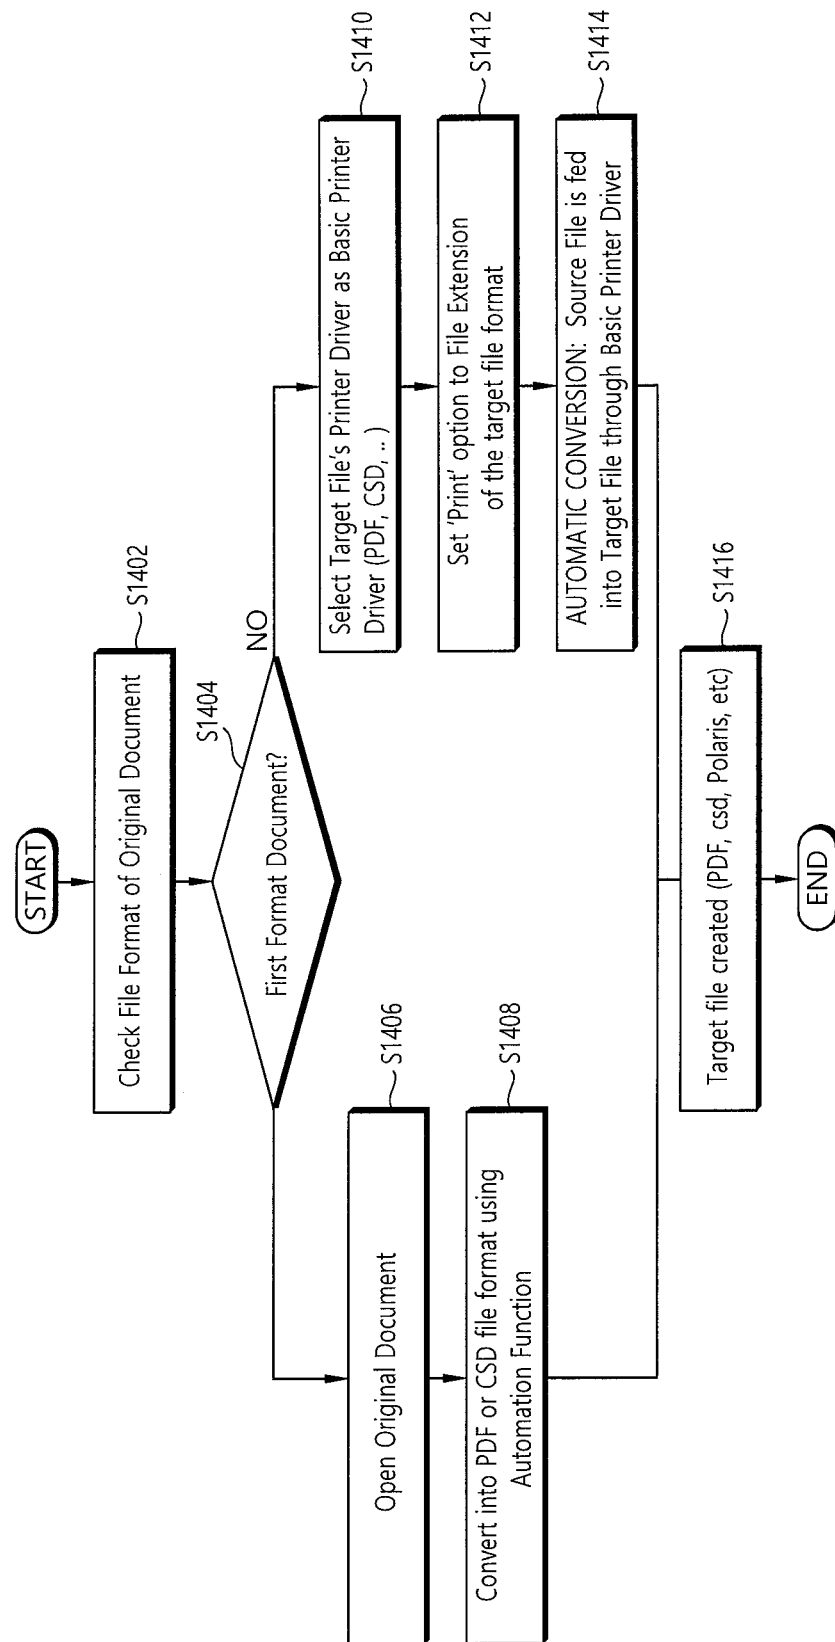 START
Check File Format of Original Document
S1402
First Format Document?
S1404
NO
Open Original Document
S1406
Convert into PDF or CSD file format using
Automation Function
S1408
Select Target File's Printer Driver as Basic Printer
Driver (PDF, CSD, .. )
S1410
Set 'Print' option to File Extension
of the target file format
S1412
AUTOMATIC CONVERSION: Source File is fed
into Target File through Basic Printer Driver
S1414
Target file created (PDF, csd, Polaris, etc)
S1416
END